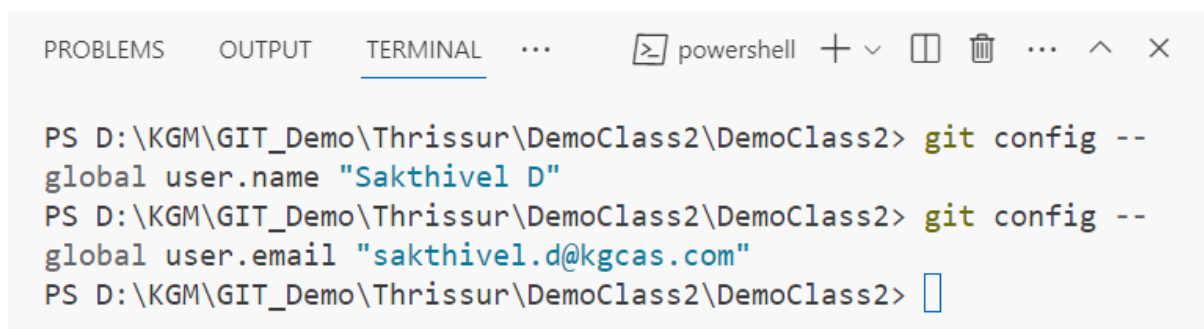 PROBLEMS OUTPUT TERMINAL ··· powershell
PS D:\KGM\GIT_Demo\Thrissur\DemoClass2\DemoClass2> git config --
global user.name "Sakthivel D"
PS D:\KGM\GIT_Demo\Thrissur\DemoClass2\DemoClass2> git config --
global user.email "sakthivel.d@kgcas.com"
PS D:\KGM\GIT_Demo\Thrissur\DemoClass2\DemoClass2>